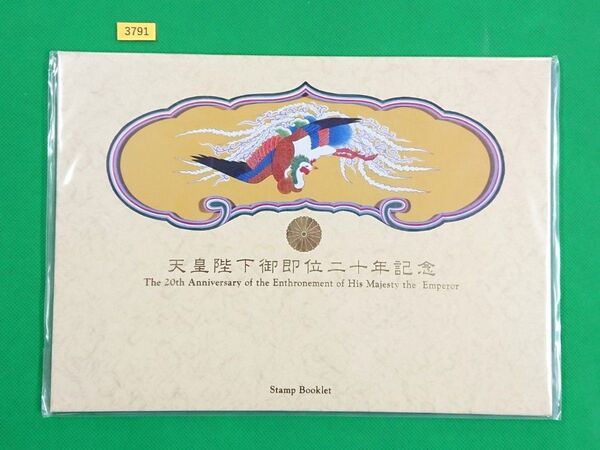 3791
天皇陛下御即位二十年記念
The 20th Anniversary of the Enthronement of His Majesty the Emperor
Stamp Booklet